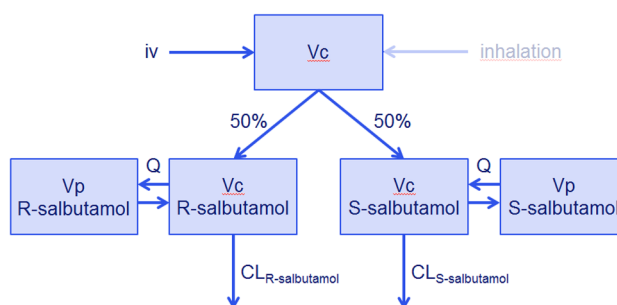 iv
Vc
inhalation
50%
50%
Vp
R-salbutamol
Q
Vc
R-salbutamol
Vc
S-salbutamol
Q
Vp
S-salbutamol
CLR-salbutamol
CLS-salbutamol